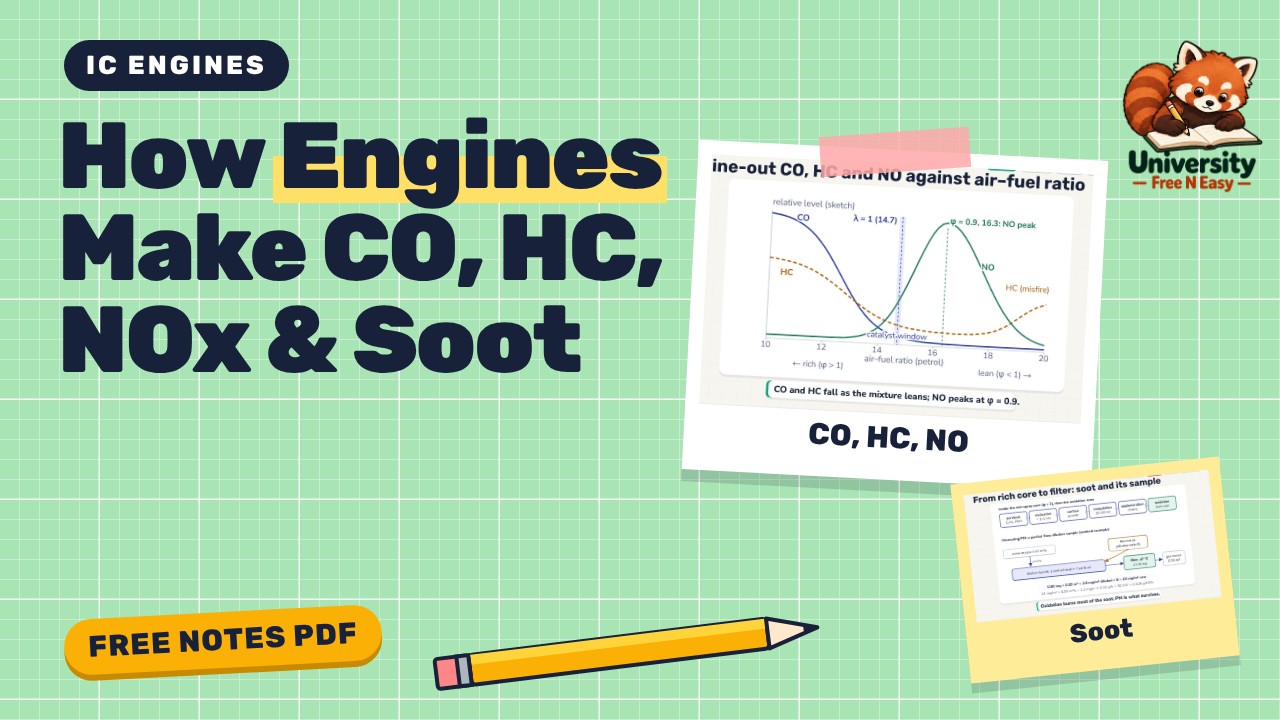 IC ENGINES
How Engines
Make CO, HC,
NOx & Soot
FREE NOTES PDF
University
Free N Easy
ine-out CO, HC and NO against air–fuel ratio
relative level (sketch)
CO
λ = 1 (14.7)
φ = 0.9, 16.3: NO peak
NO
HC
HC (misfire)
catalyst window
10 12 14 16 18 20
air–fuel ratio (petrol)
← rich (φ > 1)
lean (φ < 1) →
CO and HC fall as the mixture leans; NO peaks at φ = 0.9.
CO, HC, NO
From rich core to filter: soot and its sample
Oxidation burns most of the soot; PM is what survives.
Soot